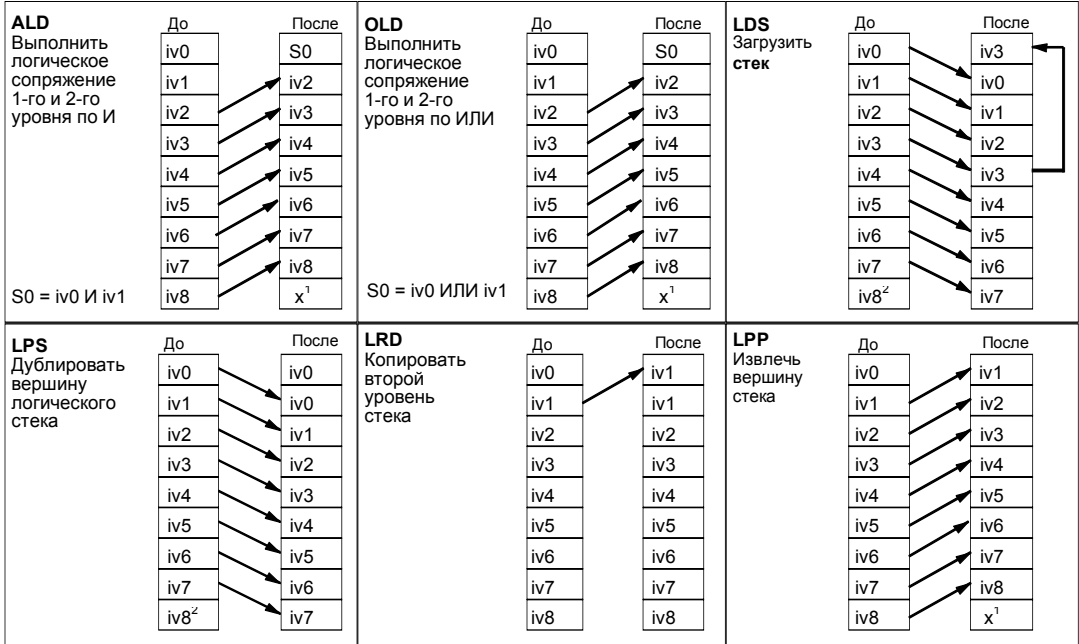 ALD
Выполнить
логическое
сопряжение
1-го и 2-го
уровня по И
S0 = iv0 И iv1
До
iv0
iv1
iv2
iv3
iv4
iv5
iv6
iv7
iv8
После
S0
iv2
iv3
iv4
iv5
iv6
iv7
iv8
x¹
OLD
Выполнить
логическое
сопряжение
1-го и 2-го
уровня по ИЛИ
S0 = iv0 ИЛИ iv1
До
iv0
iv1
iv2
iv3
iv4
iv5
iv6
iv7
iv8
После
S0
iv2
iv3
iv4
iv5
iv6
iv7
iv8
x¹
LDS
Загрузить
стек
До
iv0
iv1
iv2
iv3
iv4
iv5
iv6
iv7
iv8²
После
iv3
iv0
iv1
iv2
iv3
iv4
iv5
iv6
iv7
LPS
Дублировать
вершину
логического
стека
До
iv0
iv1
iv2
iv3
iv4
iv5
iv6
iv7
iv8²
После
iv0
iv0
iv1
iv2
iv3
iv4
iv5
iv6
iv7
LRD
Копировать
второй
уровень
стека
До
iv0
iv1
iv2
iv3
iv4
iv5
iv6
iv7
iv8
После
iv1
iv1
iv2
iv3
iv4
iv5
iv6
iv7
iv8
LPP
Извлечь
вершину
стека
До
iv0
iv1
iv2
iv3
iv4
iv5
iv6
iv7
iv8
После
iv1
iv2
iv3
iv4
iv5
iv6
iv7
iv8
x¹